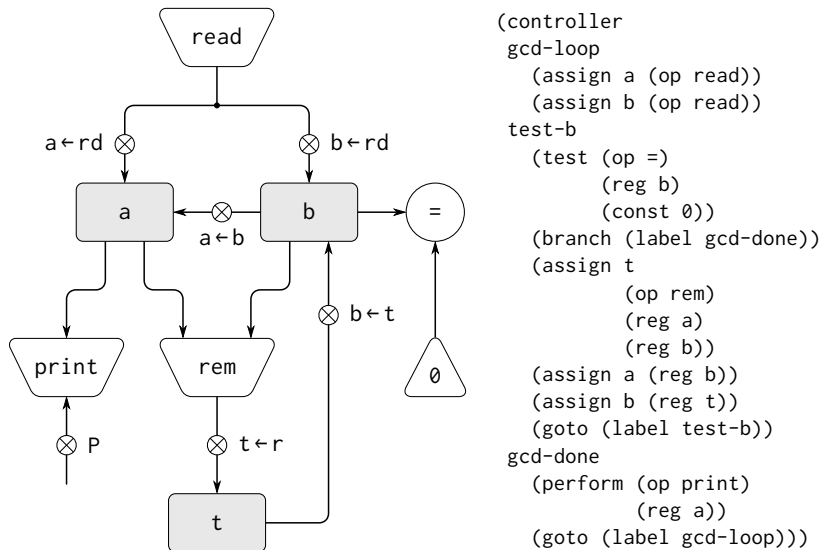 read
a←rd
b←rd
a
b
=
a←b
b←t
print
rem
0
P
t←r
t
(controller
gcd-loop
(assign a (op read))
(assign b (op read))
test-b
(test (op =)
(reg b)
(const 0))
(branch (label gcd-done))
(assign t
(op rem)
(reg a)
(reg b))
(assign a (reg b))
(assign b (reg t))
(goto (label test-b))
gcd-done
(perform (op print)
(reg a))
(goto (label gcd-loop)))